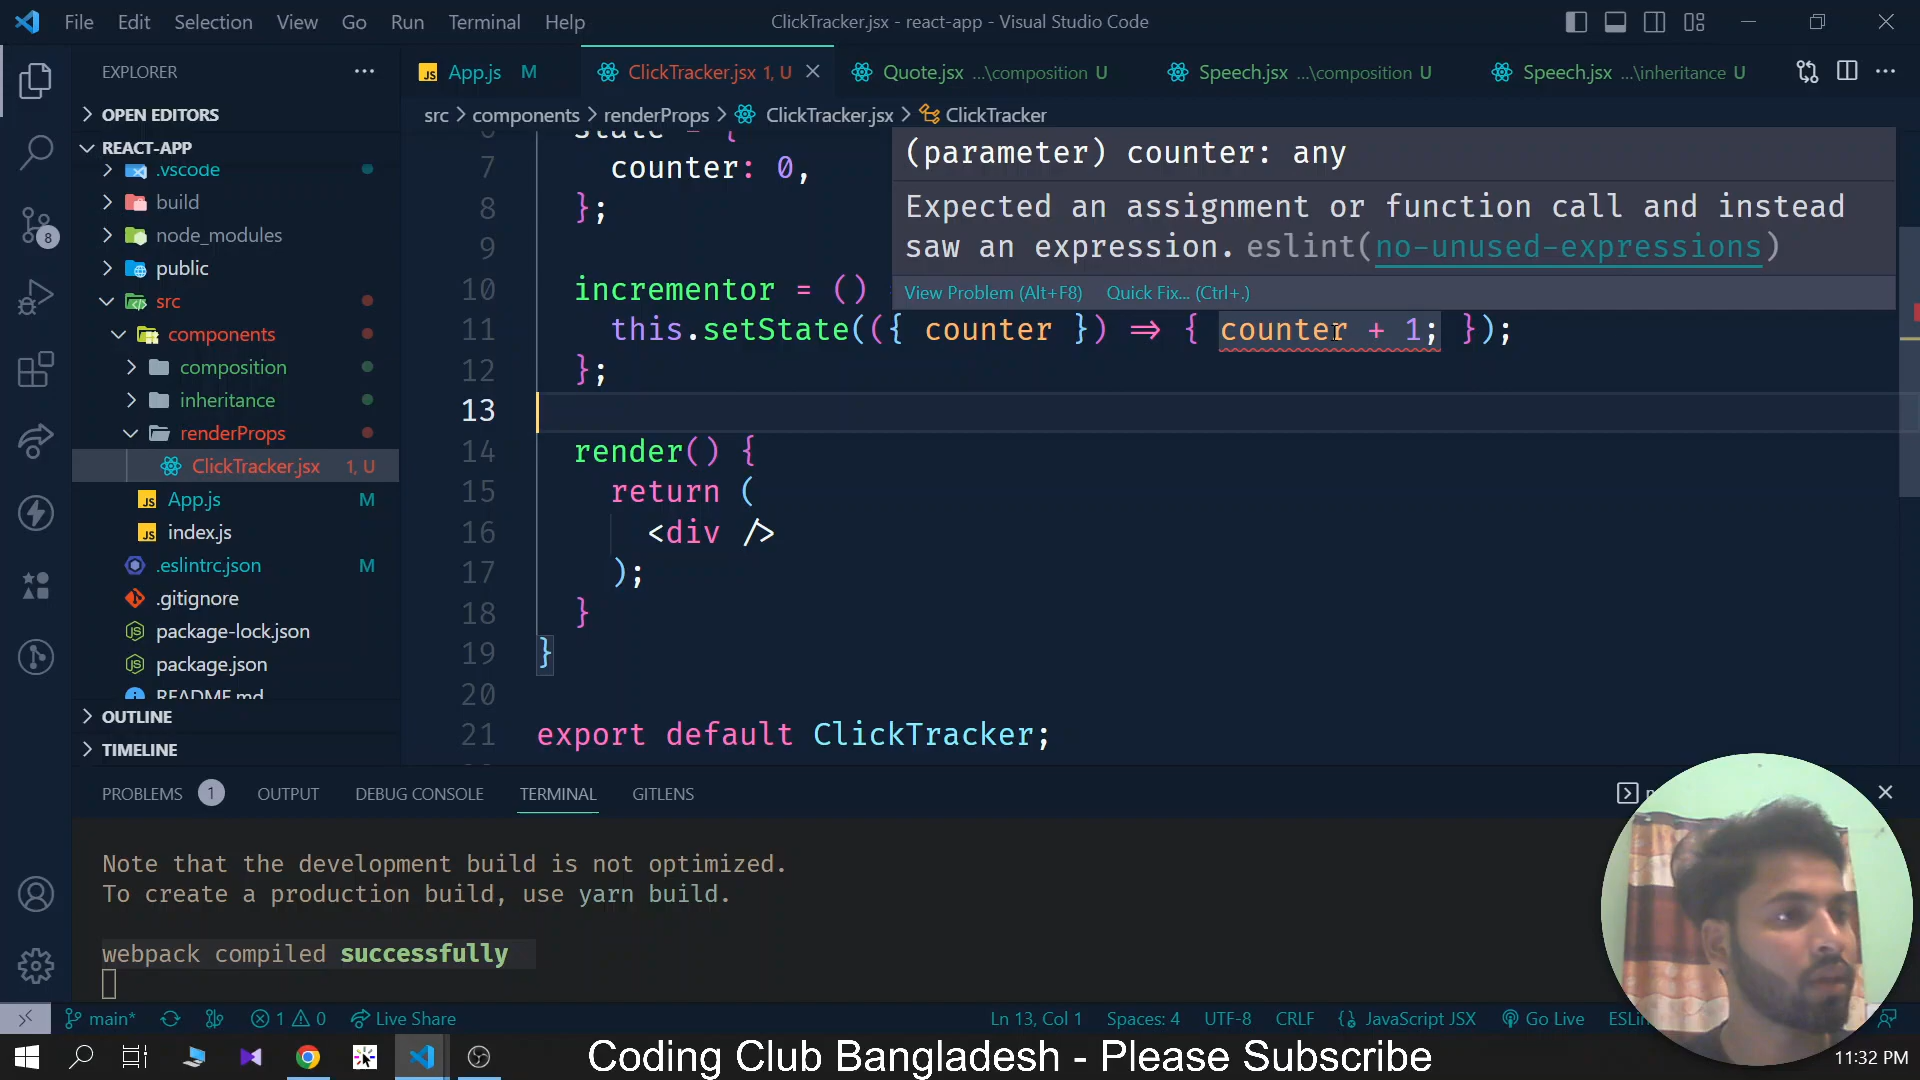 File Edit Selection View Go Run Terminal Help
ClickTracker.jsx - react-app - Visual Studio Code
EXPLORER
JS App.js M
ClickTracker.jsx 1, U
Quote.jsx ...\composition U
Speech.jsx ...\composition U
Speech.jsx ...\inheritance U
src > components > renderProps > ClickTracker.jsx > ClickTracker
OPEN EDITORS
REACT-APP
.vscode
build
node_modules
public
src
components
composition
inheritance
renderProps
ClickTracker.jsx 1, U
JS App.js M
JS index.js
.eslintrc.json M
.gitignore
package-lock.json
package.json
README.md
OUTLINE
TIMELINE
8
6 state = {
7 counter: 0,
8 };
9
10 incrementor = ()
11 this.setState(({ counter }) => { counter + 1; });
12 };
13
14 render() {
15 return (
16 <div />
17 );
18 }
19 }
20
21 export default ClickTracker;
(parameter) counter: any
Expected an assignment or function call and instead
saw an expression. eslint(no-unused-expressions)
View Problem (Alt+F8) Quick Fix... (Ctrl+.)
PROBLEMS 1 OUTPUT DEBUG CONSOLE TERMINAL GITLENS
Note that the development build is not optimized.
To create a production build, use yarn build.
webpack compiled successfully
main* 1 0 Live Share
Ln 13, Col 1 Spaces: 4 UTF-8 CRLF {} JavaScript JSX Go Live
Coding Club Bangladesh - Please Subscribe
11:32 PM